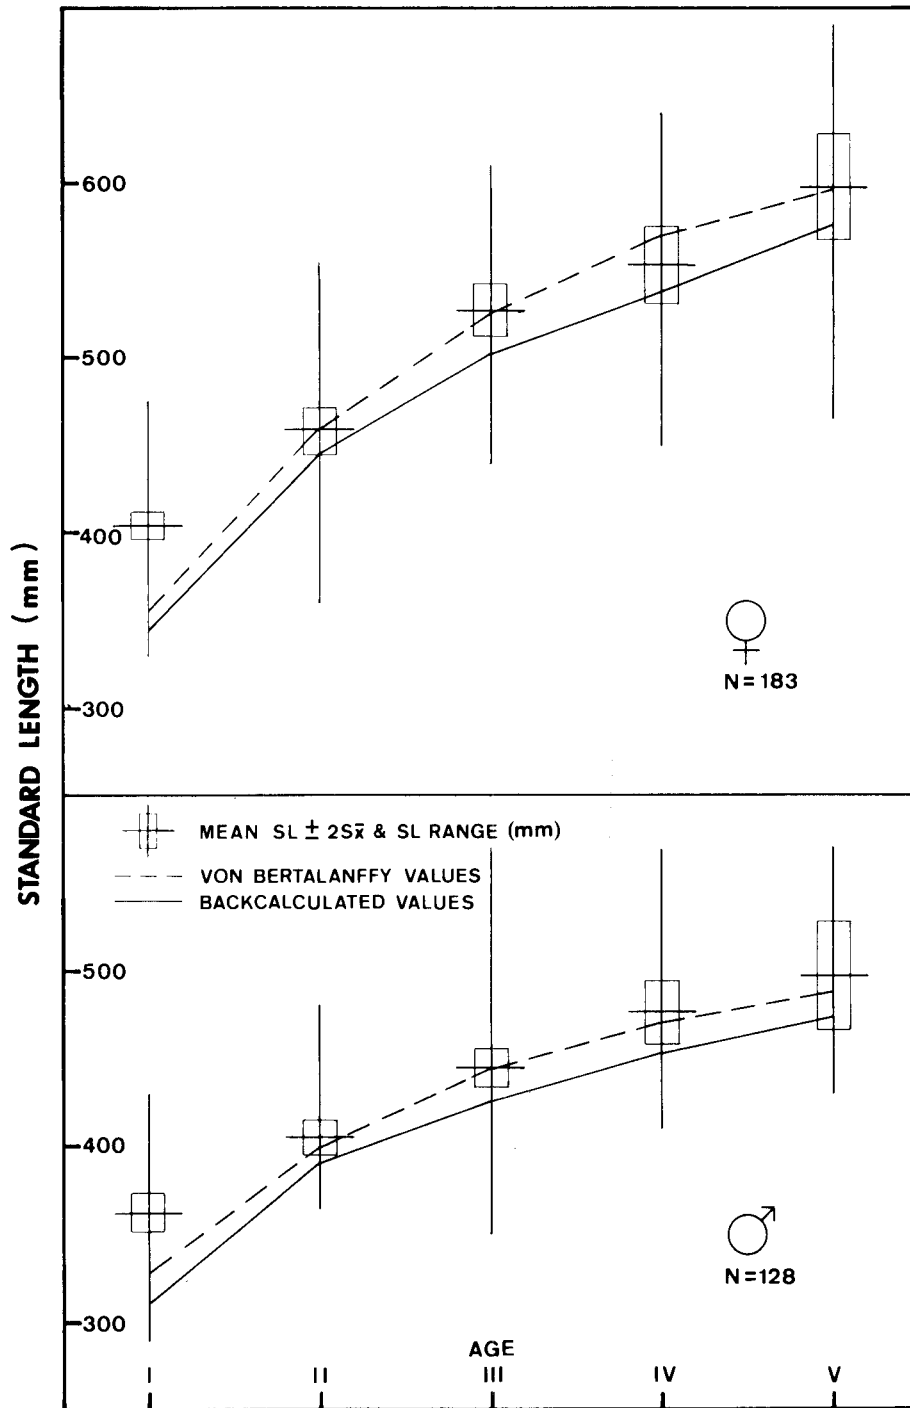 STANDARD LENGTH (mm)
600
500
400
300
♀
N=183
MEAN SL ± 2Sx̄ & SL RANGE (mm)
VON BERTALANFFY VALUES
BACKCALCULATED VALUES
500
400
300
♂
N=128
AGE
I II III IV V